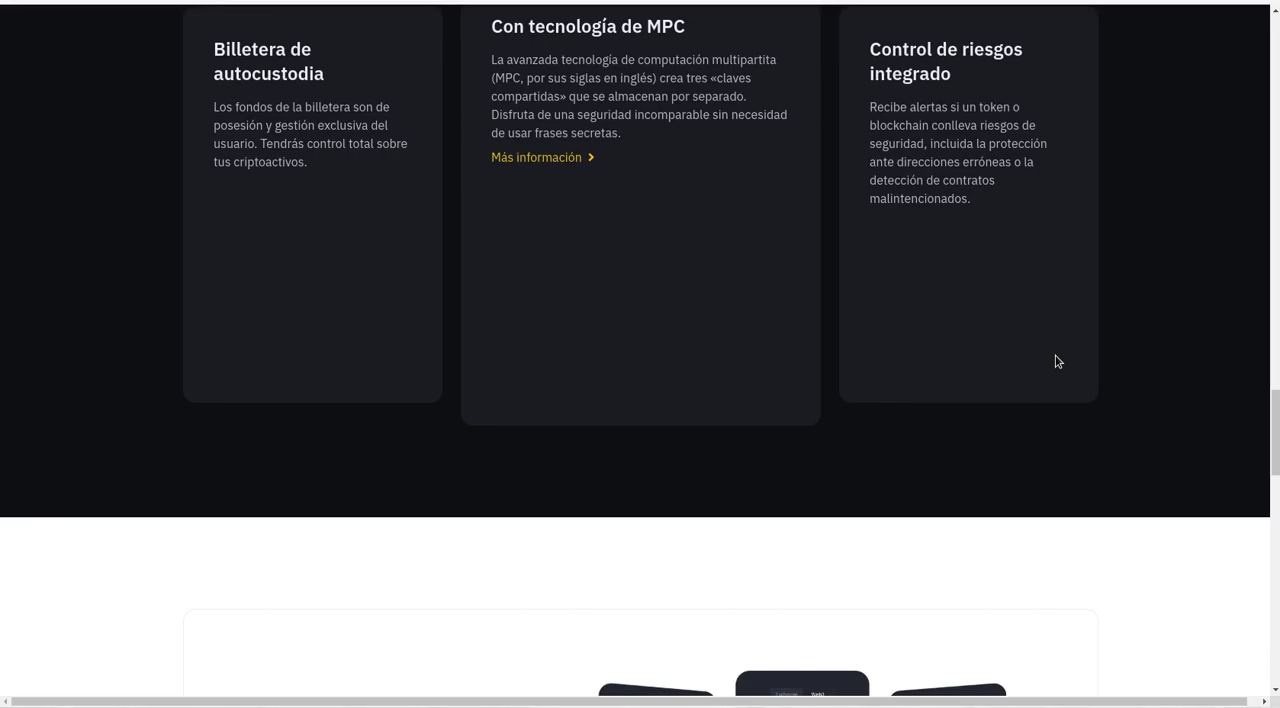 Billetera de
autocustodia
Los fondos de la billetera son de
posesión y gestión exclusiva del
usuario. Tendrás control total sobre
tus criptoactivos.
Con tecnología de MPC
La avanzada tecnología de computación multipartita
(MPC, por sus siglas en inglés) crea tres «claves
compartidas» que se almacenan por separado.
Disfruta de una seguridad incomparable sin necesidad
de usar frases secretas.
Más información
Control de riesgos
integrado
Recibe alertas si un token o
blockchain conlleva riesgos de
seguridad, incluida la protección
ante direcciones erróneas o la
detección de contratos
malintencionados.
Web3